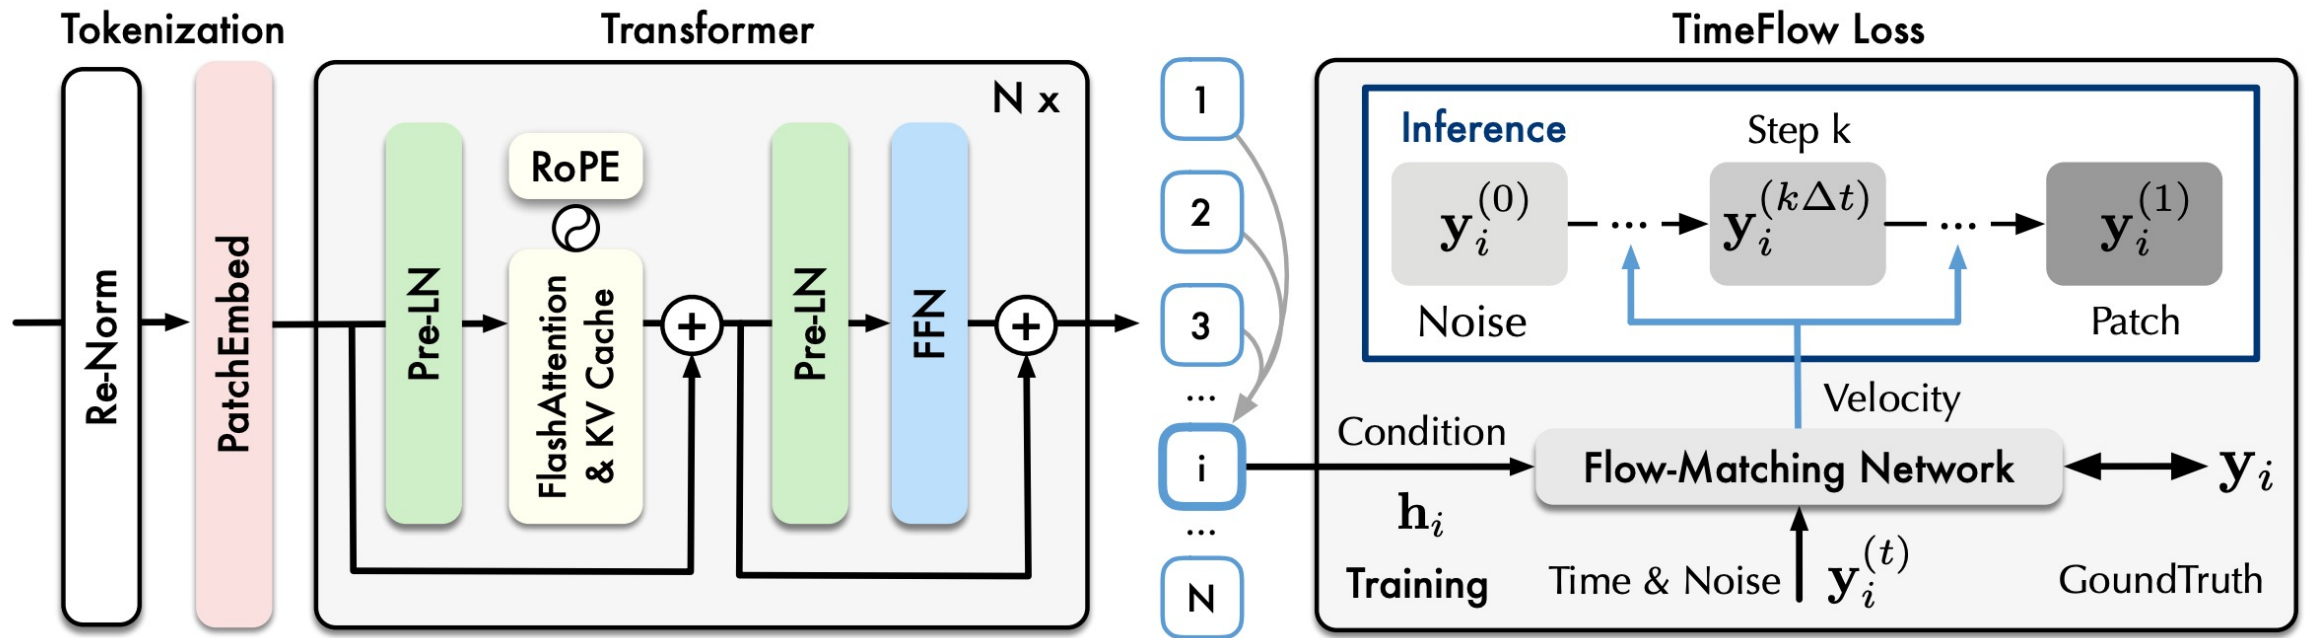 Tokenization
Re-Norm
PatchEmbed
Transformer
N x
Pre-LN
RoPE
FlashAttention
& KV Cache
+
Pre-LN
FFN
+
1
2
3
...
i
...
N
TimeFlow Loss
Inference
Step k
y_i^{(0)}
...
y_i^{(kΔt)}
...
y_i^{(1)}
Noise
Patch
Velocity
Condition
h_i
Flow-Matching Network
y_i
Training
Time & Noise
y_i^{(t)}
GoundTruth